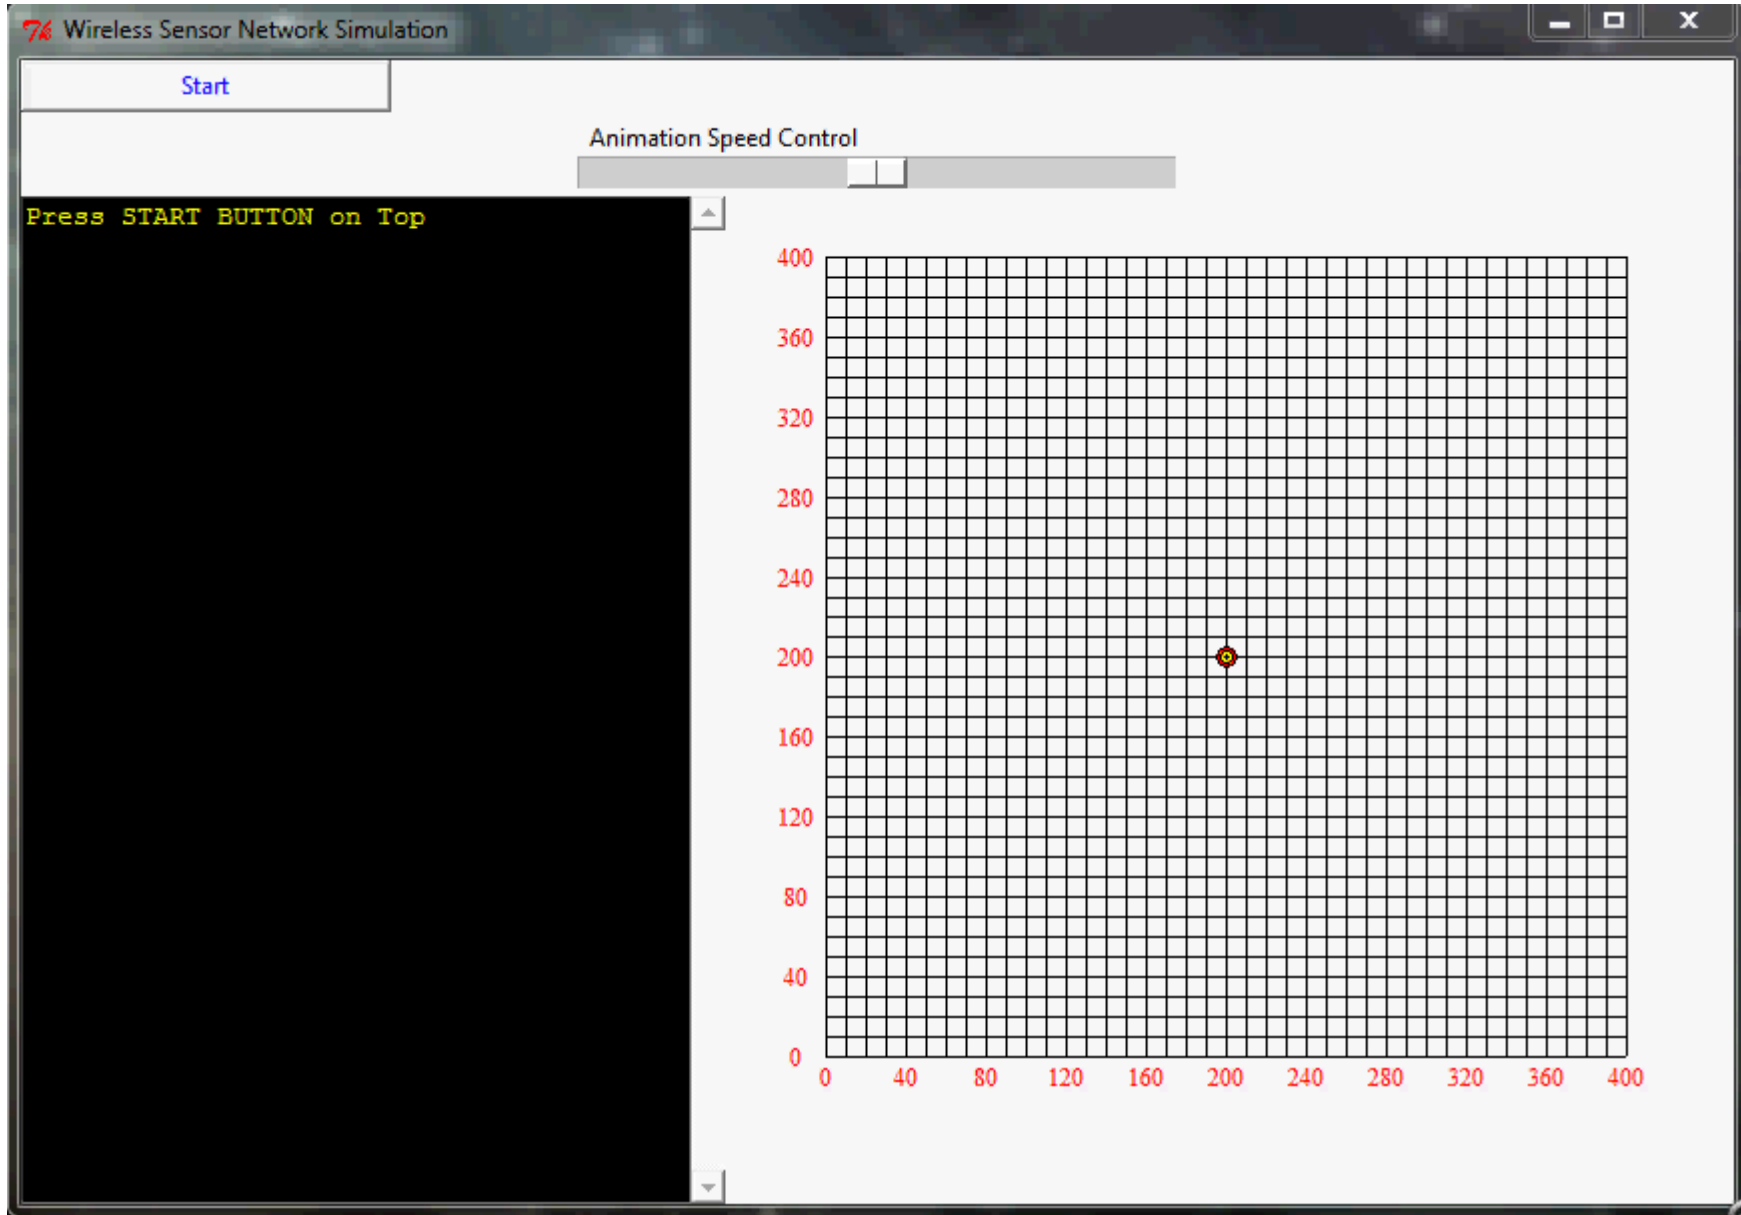 Wireless Sensor Network Simulation
Start
Animation Speed Control
Press START BUTTON on Top
400
360
320
280
240
200
160
120
80
40
0
0 40 80 120 160 200 240 280 320 360 400